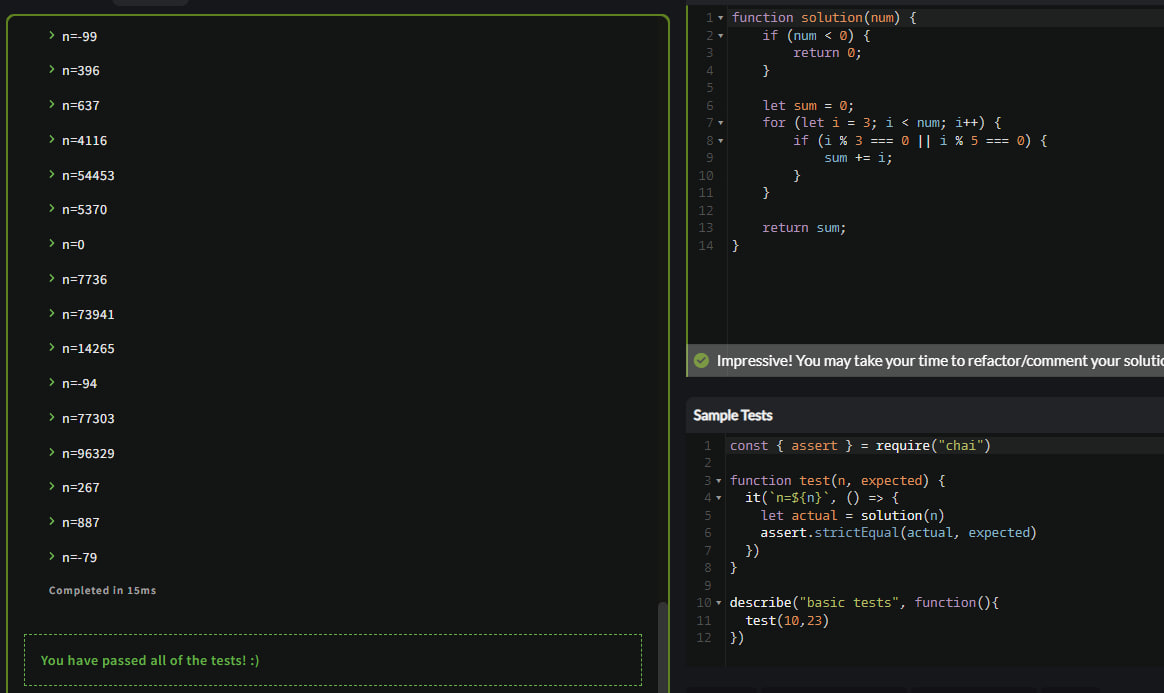 n=-99
n=396
n=637
n=4116
n=54453
n=5370
n=0
n=7736
n=73941
n=14265
n=-94
n=77303
n=96329
n=267
n=887
n=-79
Completed in 15ms
You have passed all of the tests! :)
1 function solution(num) {
2     if (num < 0) {
3         return 0;
4     }
5
6     let sum = 0;
7     for (let i = 3; i < num; i++) {
8         if (i % 3 === 0 || i % 5 === 0) {
9             sum += i;
10         }
11     }
12
13     return sum;
14 }
Impressive! You may take your time to refactor/comment your solutio
Sample Tests
1 const { assert } = require("chai")
2
3 function test(n, expected) {
4   it(`n=${n}`, () => {
5     let actual = solution(n)
6     assert.strictEqual(actual, expected)
7   })
8 }
9
10 describe("basic tests", function(){
11   test(10,23)
12 })